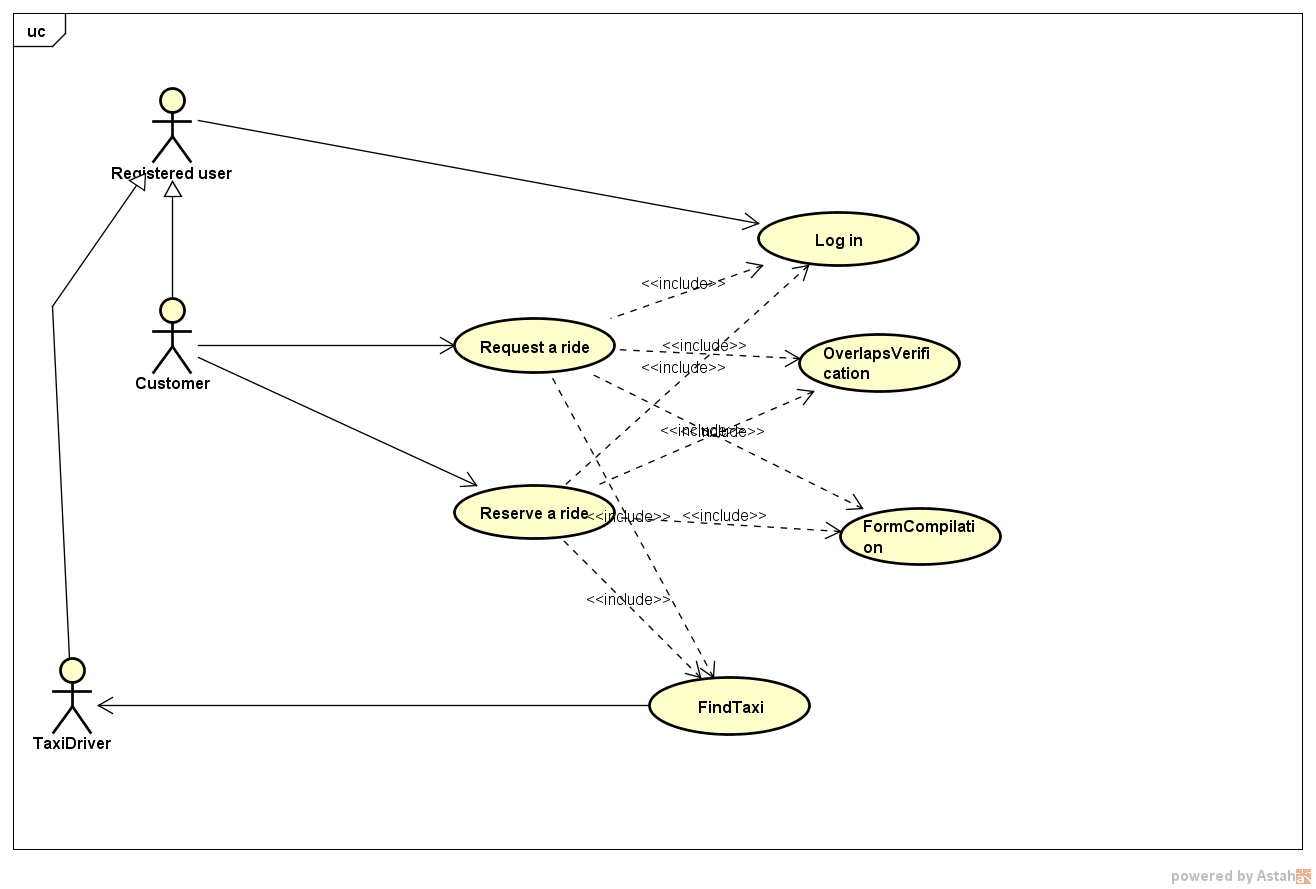 uc
Registered user
Log in
<<include>>
Request a ride
<<include>>
OverlapsVerifi
cation
<<include>>
Customer
<<include>>
<<include>>
Reserve a ride
<<include>>
<<include>>
FormCompilati
on
<<include>>
FindTaxi
TaxiDriver
powered by Astah